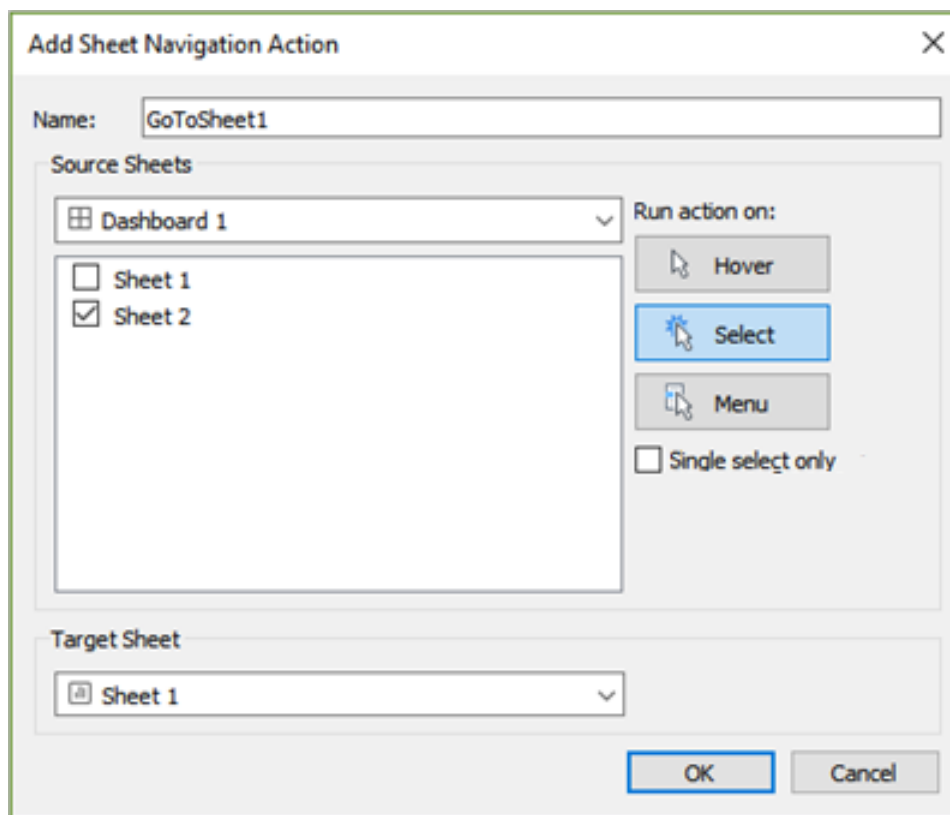 Add Sheet Navigation Action
Name: GoToSheet1
Source Sheets
Dashboard 1
Sheet 1
Sheet 2
Run action on:
Hover
Select
Menu
Single select only
Target Sheet
Sheet 1
OK Cancel